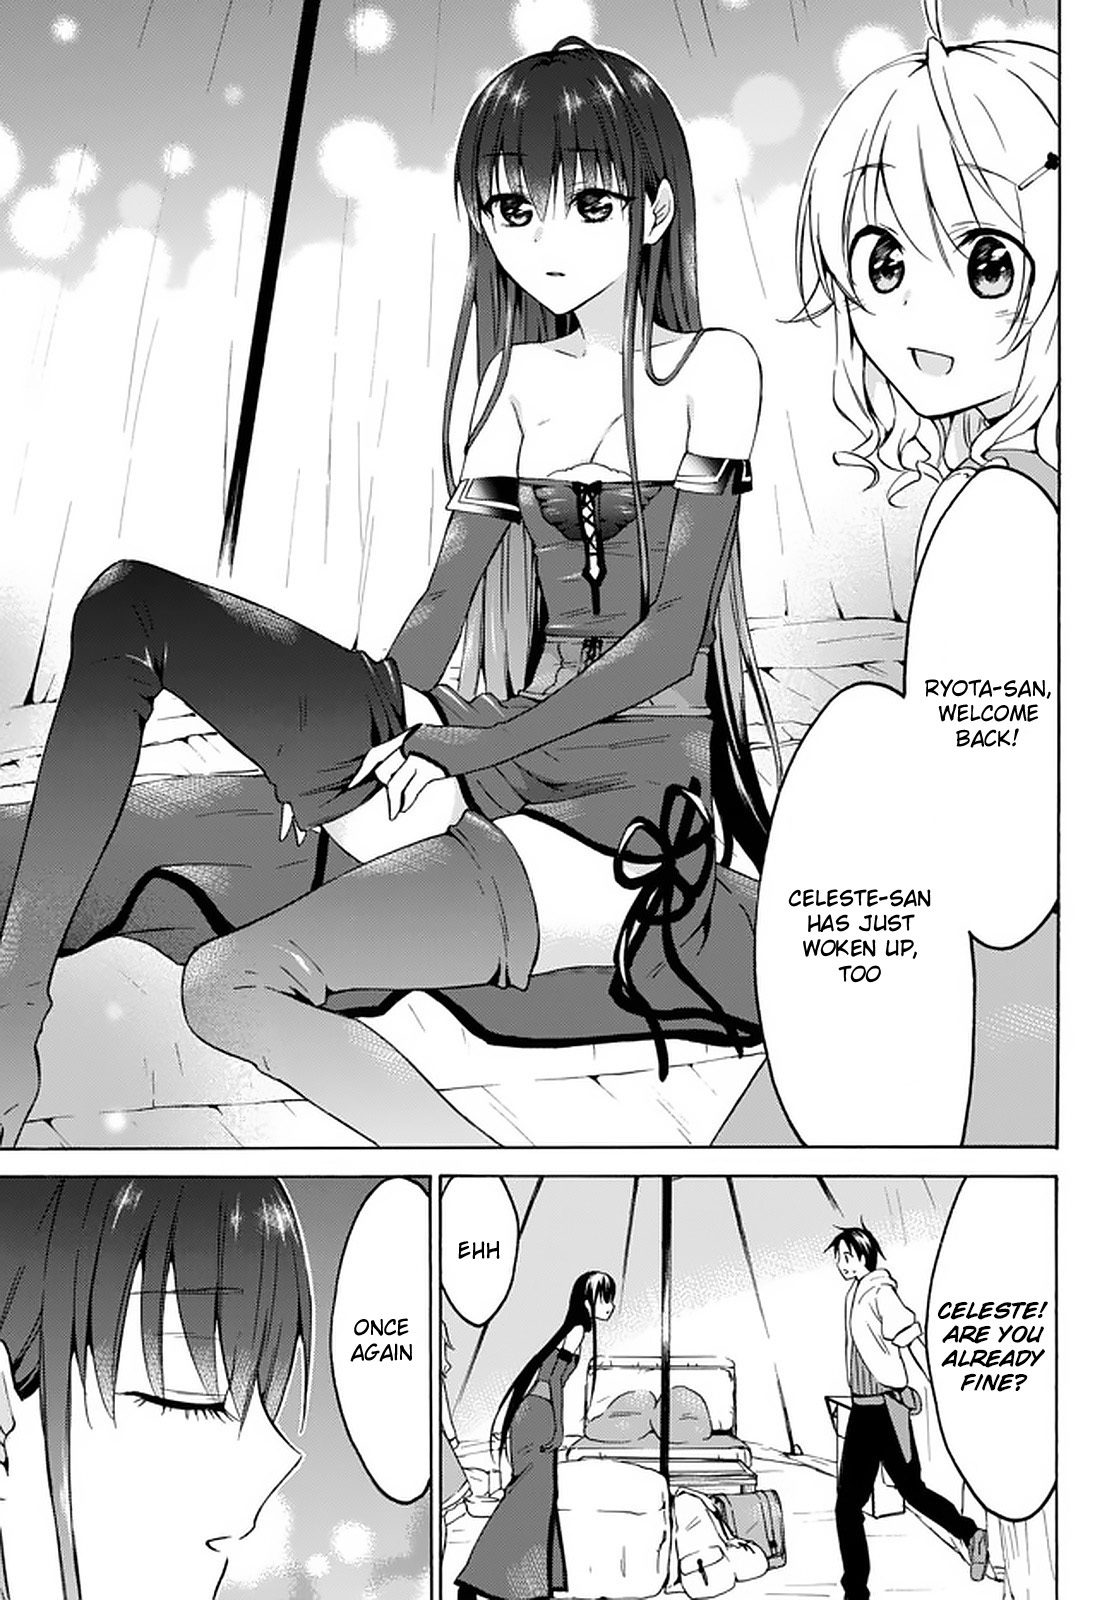 RYOTA-SAN,
WELCOME
BACK!
CELESTE-SAN
HAS JUST
WOKEN UP,
TOO
CELESTE!
ARE YOU
ALREADY
FINE?
EHH
ONCE
AGAIN